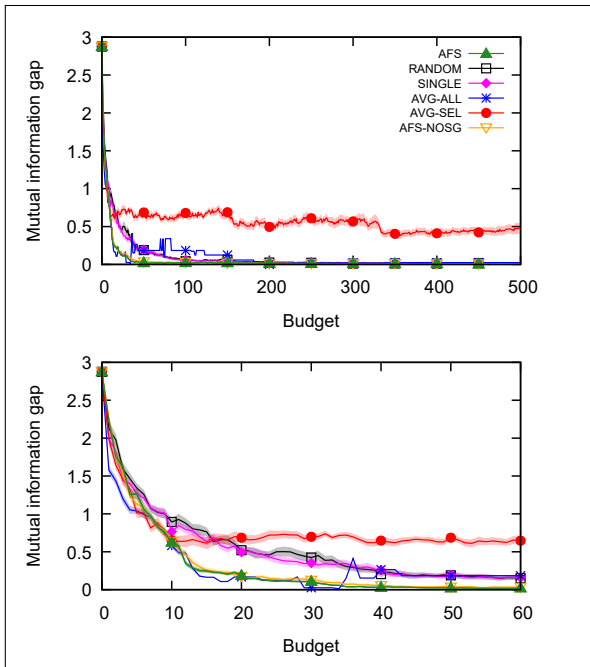 3
2.5
2
1.5
1
0.5
0
Mutual information gap
AFS
RANDOM
SINGLE
AVG-ALL
AVG-SEL
AFS-NOSG
0 100 200 300 400 500
Budget
3
2.5
2
1.5
1
0.5
0
Mutual information gap
0 10 20 30 40 50 60
Budget